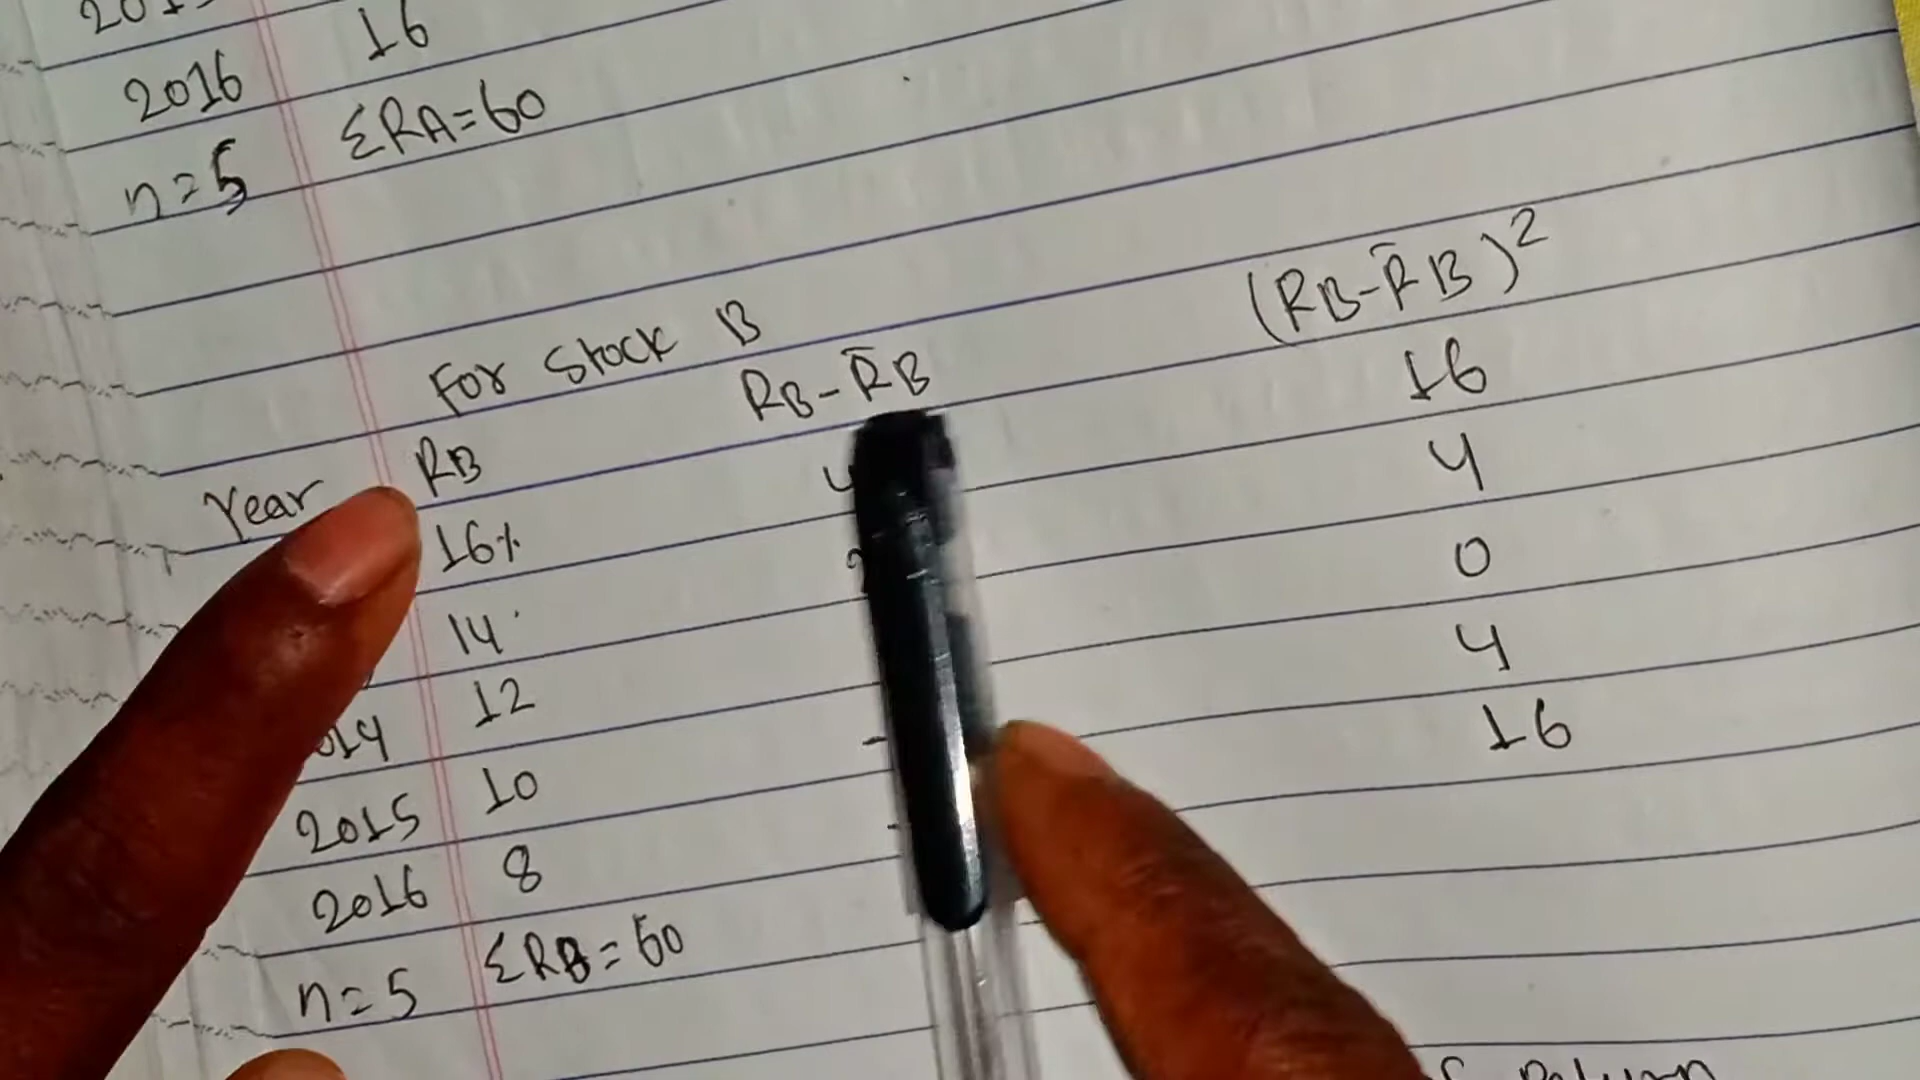 2016 16
n=5 ΣRA=60
For Stock B
Year RB RB-R̄B (RB-R̄B)²
16% 4 16
14 4
12 0
10 4
2015 8 16
2016
n=5 ΣRB=60